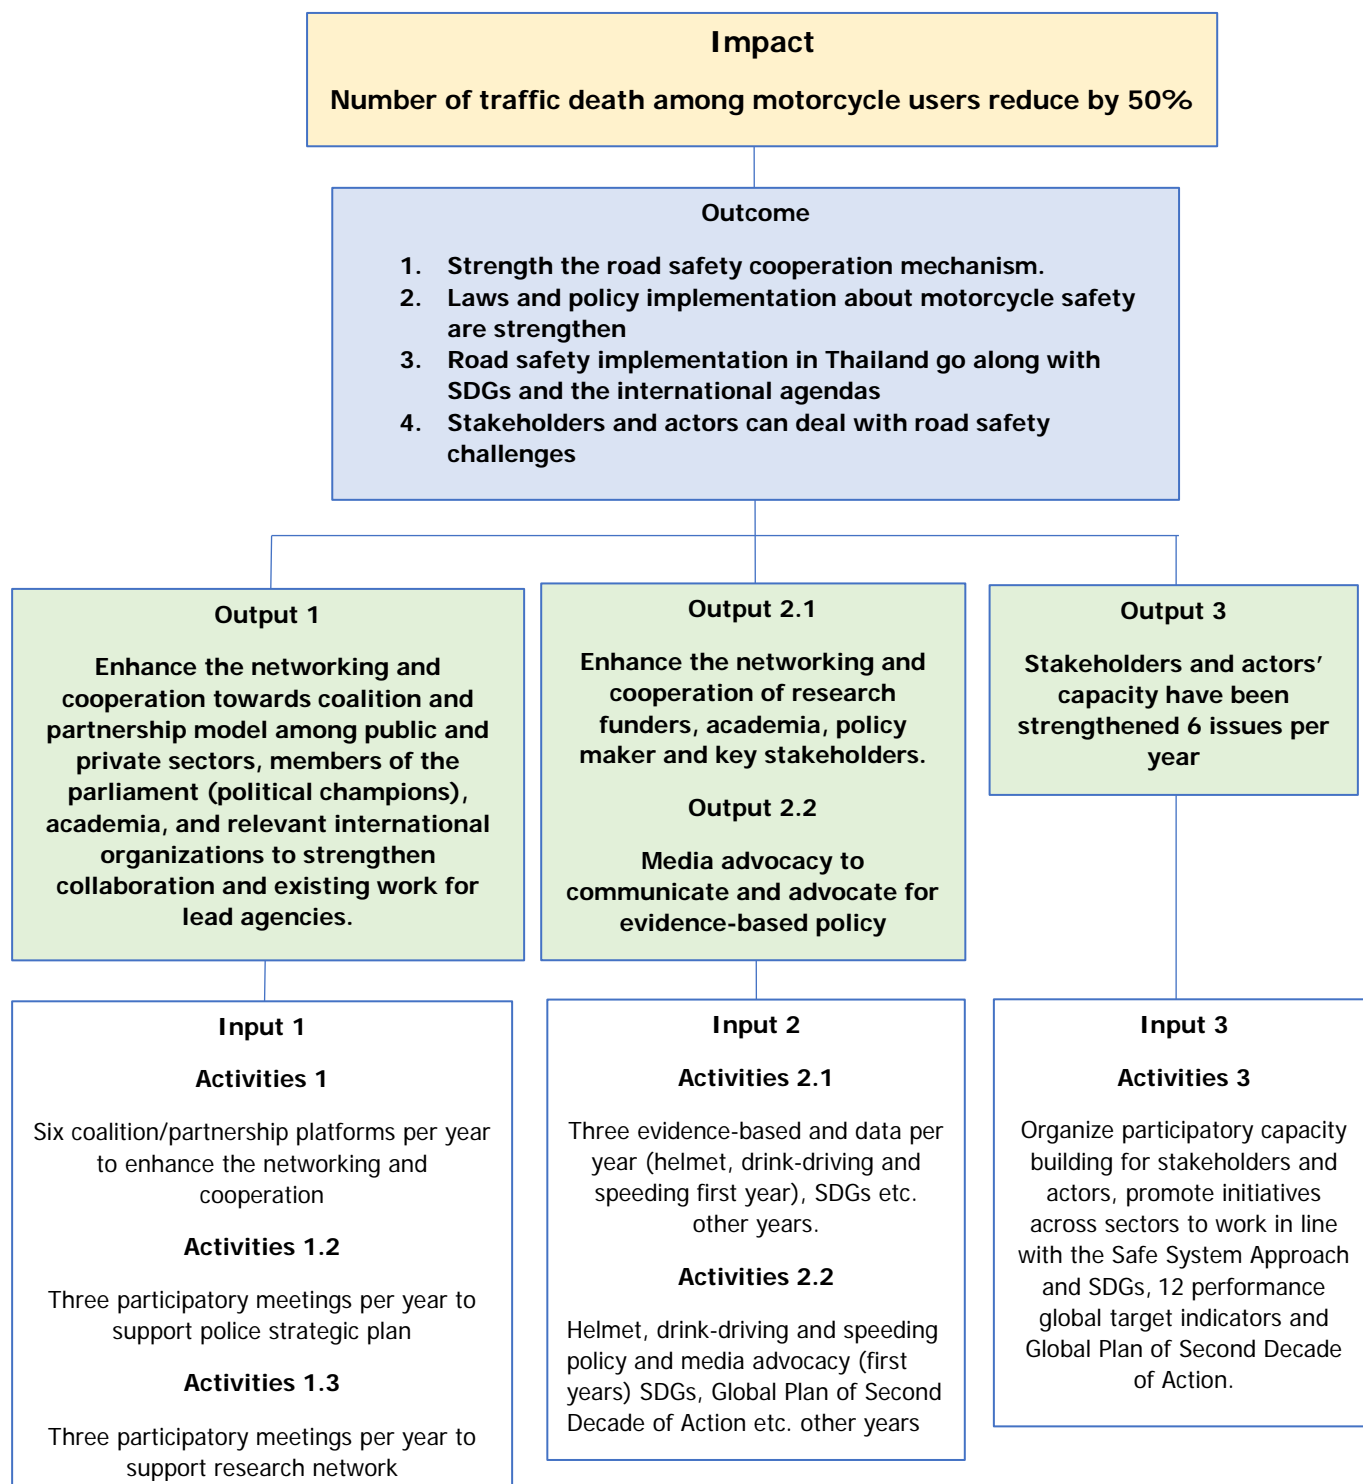 Impact
Number of traffic death among motorcycle users reduce by 50%
Outcome
1. Strength the road safety cooperation mechanism.
2. Laws and policy implementation about motorcycle safety
are strengthen
3. Road safety implementation in Thailand go along with
SDGs and the international agendas
4. Stakeholders and actors can deal with road safety
challenges
Output 1
Enhance the networking and
cooperation towards coalition and
partnership model among public and
private sectors, members of the
parliament (political champions),
academia, and relevant international
organizations to strengthen
collaboration and existing work for
lead agencies.
Output 2.1
Enhance the networking and
cooperation of research
funders, academia, policy
maker and key stakeholders.
Output 2.2
Media advocacy to
communicate and advocate for
evidence-based policy
Output 3
Stakeholders and actors’
capacity have been
strengthened 6 issues per
year
Input 1
Activities 1
Six coalition/partnership platforms per year
to enhance the networking and
cooperation
Activities 1.2
Three participatory meetings per year to
support police strategic plan
Activities 1.3
Three participatory meetings per year to
support research network
Input 2
Activities 2.1
Three evidence-based and data per
year (helmet, drink-driving and
speeding first year), SDGs etc.
other years.
Activities 2.2
Helmet, drink-driving and speeding
policy and media advocacy (first
years) SDGs, Global Plan of Second
Decade of Action etc. other years
Input 3
Activities 3
Organize participatory capacity
building for stakeholders and
actors, promote initiatives
across sectors to work in line
with the Safe System Approach
and SDGs, 12 performance
global target indicators and
Global Plan of Second Decade
of Action.